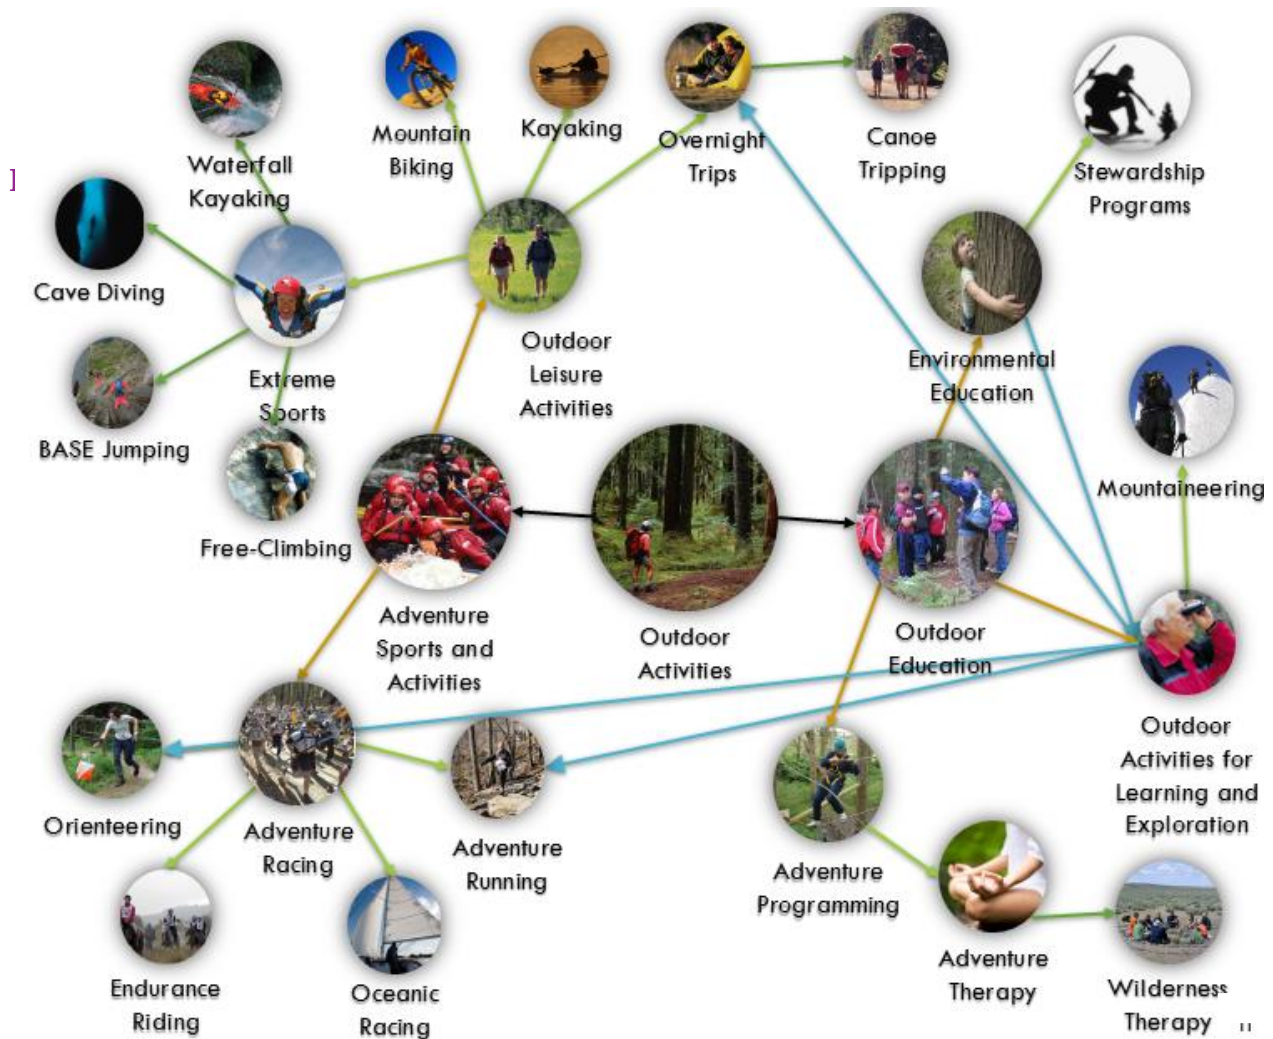 Mountain
Biking
Kayaking
Overnight
Trips
Canoe
Tripping
Stewardship
Programs
Waterfall
Kayaking
]
Cave Diving
Outdoor
Leisure
Activities
Environmental
Education
Extreme
Sports
BASE Jumping
Mountaineering
Free-Climbing
Adventure
Sports and
Activities
Outdoor
Activities
Outdoor
Education
Outdoor
Activities for
Learning and
Exploration
Orienteering
Adventure
Racing
Adventure
Running
Adventure
Programming
Adventure
Therapy
Endurance
Riding
Oceanic
Racing
Wilderness
Therapy